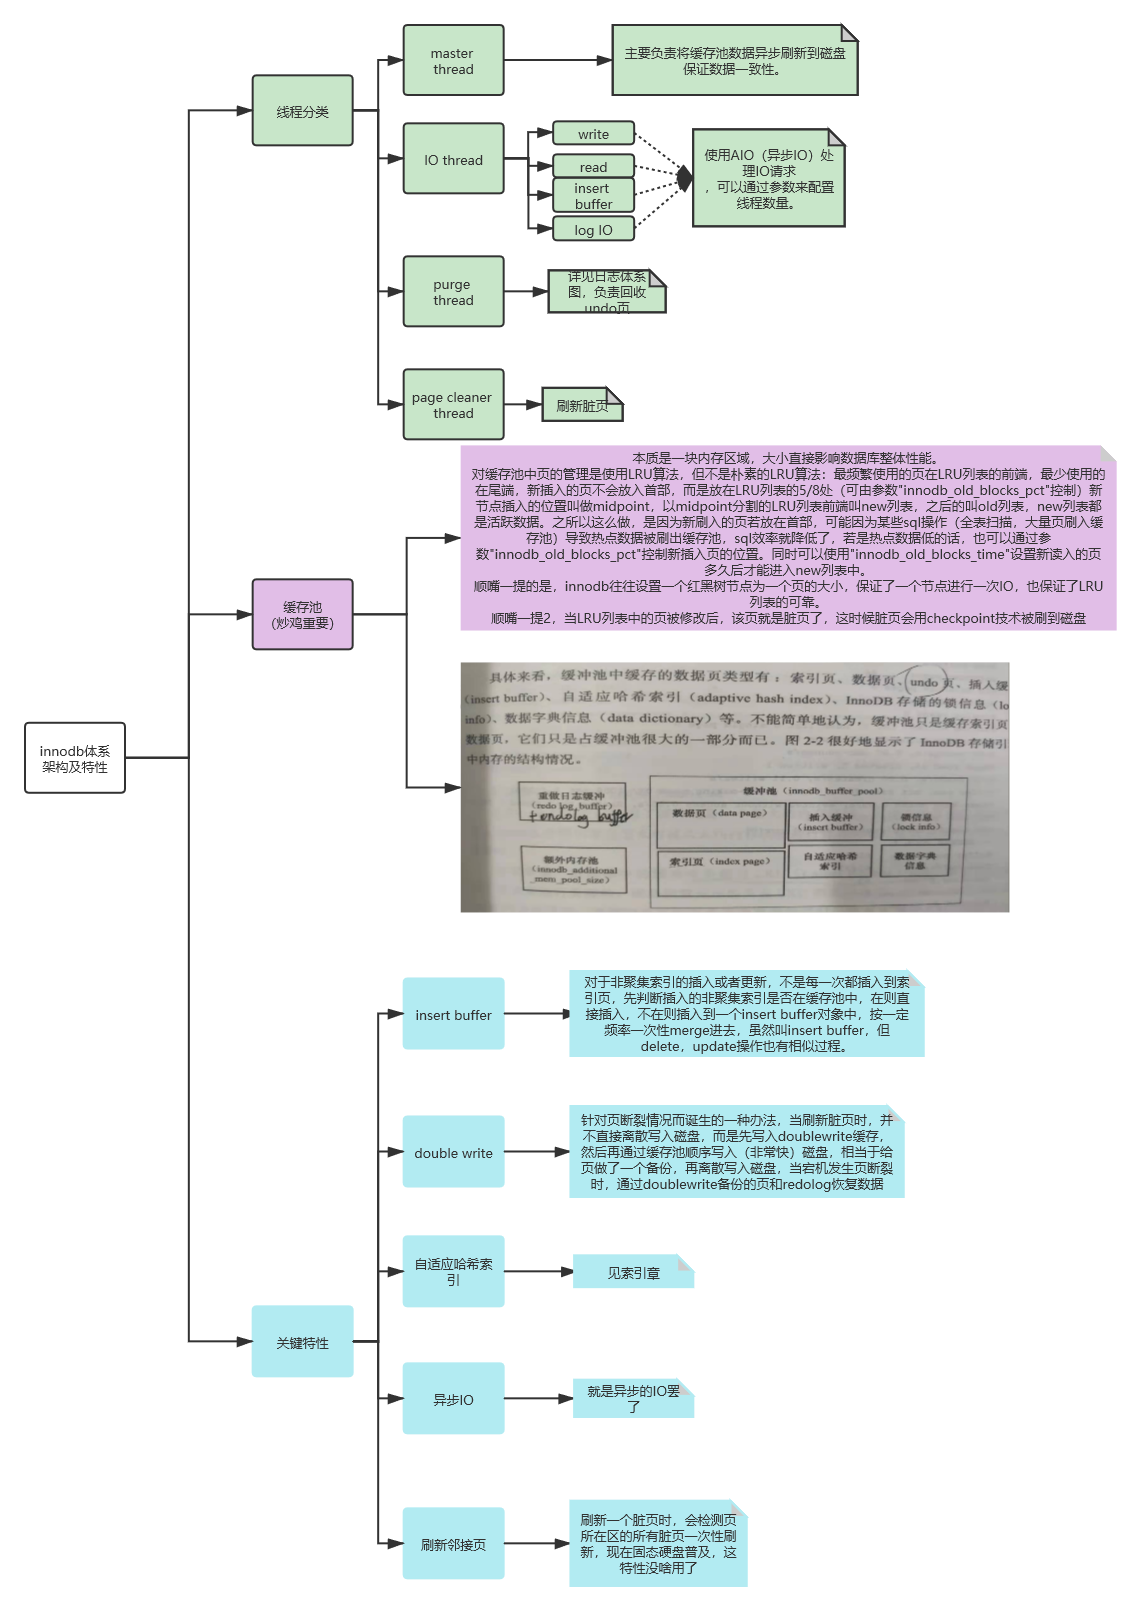 innodb体系
架构及特性
线程分类
master
thread
主要负责将缓存池数据异步刷新到磁盘
保证数据一致性。
IO thread
write
read
insert
buffer
log IO
使用AIO（异步IO）处
理IO请求
，可以通过参数来配置
线程数量。
purge
thread
详见日志体系
图，负责回收
undo页
page cleaner
thread
刷新脏页
缓存池
（炒鸡重要）
本质是一块内存区域，大小直接影响数据库整体性能。
对缓存池中页的管理是使用LRU算法，但不是朴素的LRU算法：最频繁使用的页在LRU列表的前端，最少使用的
在尾端，新插入的页不会放入首部，而是放在LRU列表的5/8处（可由参数"innodb_old_blocks_pct"控制）新
节点插入的位置叫做midpoint，以midpoint分割的LRU列表前端叫new列表，之后的叫old列表，new列表都
是活跃数据。之所以这么做，是因为新刷入的页若放在首部，可能因为某些sql操作（全表扫描，大量页刷入缓
存池）导致热点数据被刷出缓存池，sql效率就降低了，若是热点数据低的话，也可以通过参
数"innodb_old_blocks_pct"控制新插入页的位置。同时可以使用"innodb_old_blocks_time"设置新读入的页
多久后才能进入new列表中。
顺嘴一提的是，innodb往往设置一个红黑树节点为一个页的大小，保证了一个节点进行一次IO，也保证了LRU
列表的可靠。
顺嘴一提2，当LRU列表中的页被修改后，该页就是脏页了，这时候脏页会用checkpoint技术被刷到磁盘
具体来看，缓冲池中缓存的数据页类型有：索引页、数据页、undo 页、插入缓
（insert buffer）、自适应哈希索引（adaptive hash index）、InnoDB 存储的锁信息（lo
info）、数据字典信息（data dictionary）等。不能简单地认为，缓冲池只是缓存索引页
数据页，它们只是占缓冲池很大的一部分而已。图 2-2 很好地显示了 InnoDB 存储引
中内存的结构情况。
重做日志缓冲
（redo log_buffer）
+undolog buffer
额外内存池
（innodb_additional
_mem_pool_size）
缓冲池（innodb_buffer_pool）
数据页（data page）
插入缓冲
（insert buffer）
锁信息
（lock info）
索引页（index page）
自适应哈希
索引
数据字典
信息
关键特性
insert buffer
对于非聚集索引的插入或者更新，不是每一次都插入到索
引页，先判断插入的非聚集索引是否在缓存池中，在则直
接插入，不在则插入到一个insert buffer对象中，按一定
频率一次性merge进去，虽然叫insert buffer，但
delete，update操作也有相似过程。
double write
针对页断裂情况而诞生的一种办法，当刷新脏页时，并
不直接离散写入磁盘，而是先写入doublewrite缓存，
然后再通过缓存池顺序写入（非常快）磁盘，相当于给
页做了一个备份，再离散写入磁盘，当宕机发生页断裂
时，通过doublewrite备份的页和redolog恢复数据
自适应哈希索
引
见索引章
异步IO
就是异步的IO罢
了
刷新邻接页
刷新一个脏页时，会检测页
所在区的所有脏页一次性刷
新，现在固态硬盘普及，这
特性没啥用了